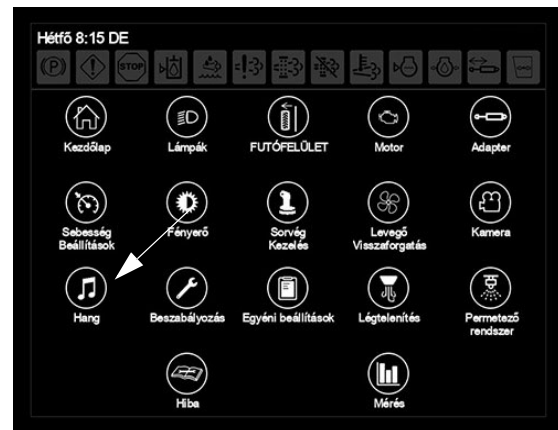 Hétfő 8:15 DE
P STOP
Kezdőlap Lámpák FUTÓFELÜLET Motor Adapter
Sebesség Beállítások Fényerő Sorvég Kezelés Levegő Visszaforgatás Kamera
Hang Beszabályozás Egyéni beállítások Légtelenítés Permetező rendszer
Hiba Mérés